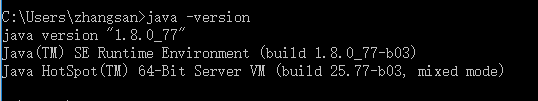 C:\Users\zhangsan>java -version
java version "1.8.0_77"
Java(TM) SE Runtime Environment (build 1.8.0_77-b03)
Java HotSpot(TM) 64-Bit Server VM (build 25.77-b03, mixed mode)